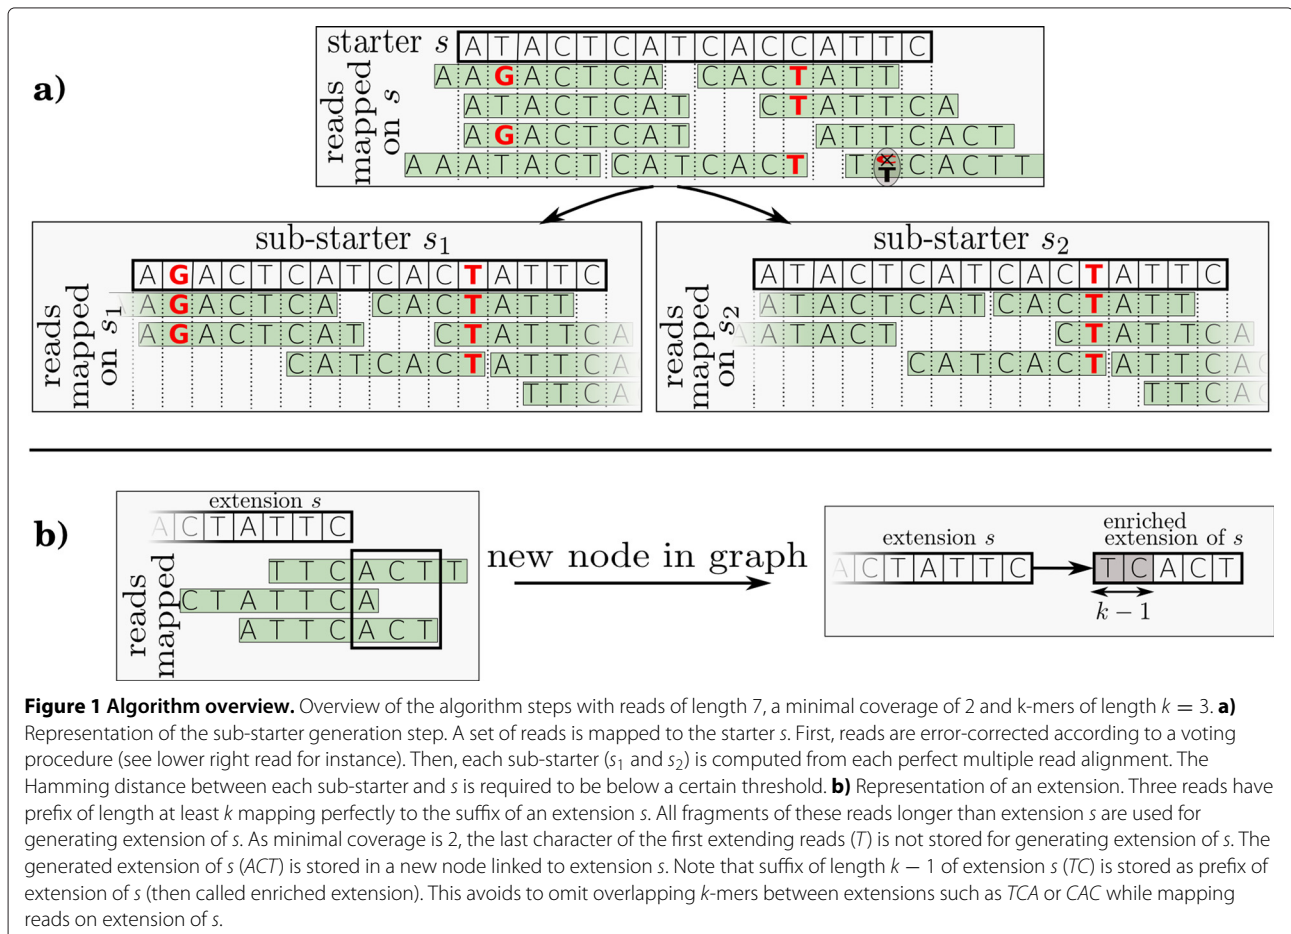 a)
starter s
A T A C T C A T C A C C A T T C
reads mapped on s
A A G A C T C A
C A C T A T T
A T A C T C A T
C T A T T C A
A G A C T C A T
A T T C A C T
A A A T A C T
C A T C A C T
T T C A C T T
sub-starter s1
A G A C T C A T C A C T A T T C
reads mapped on s1
A G A C T C A
C A C T A T T
A G A C T C A T
C T A T T C A
C A T C A C T
A T T C A
T T C A
sub-starter s2
A T A C T C A T C A C T A T T C
reads mapped on s2
A T A C T C A T
C A C T A T T
A T A C T
C T A T T C A
C A T C A C T
A T T C A C
T T C A C
b)
extension s
A C T A T T C
reads mapped
T T C A C T T
C T A T T C A
A T T C A C T
new node in graph
extension s
A C T A T T C
enriched
extension of s
T C A C T
k − 1
Figure 1 Algorithm overview. Overview of the algorithm steps with reads of length 7, a minimal coverage of 2 and k-mers of length k = 3. a)
Representation of the sub-starter generation step. A set of reads is mapped to the starter s. First, reads are error-corrected according to a voting
procedure (see lower right read for instance). Then, each sub-starter (s1 and s2) is computed from each perfect multiple read alignment. The
Hamming distance between each sub-starter and s is required to be below a certain threshold. b) Representation of an extension. Three reads have
prefix of length at least k mapping perfectly to the suffix of an extension s. All fragments of these reads longer than extension s are used for
generating extension of s. As minimal coverage is 2, the last character of the first extending reads (T) is not stored for generating extension of s. The
generated extension of s (ACT) is stored in a new node linked to extension s. Note that suffix of length k − 1 of extension s (TC) is stored as prefix of
extension of s (then called enriched extension). This avoids to omit overlapping k-mers between extensions such as TCA or CAC while mapping
reads on extension of s.